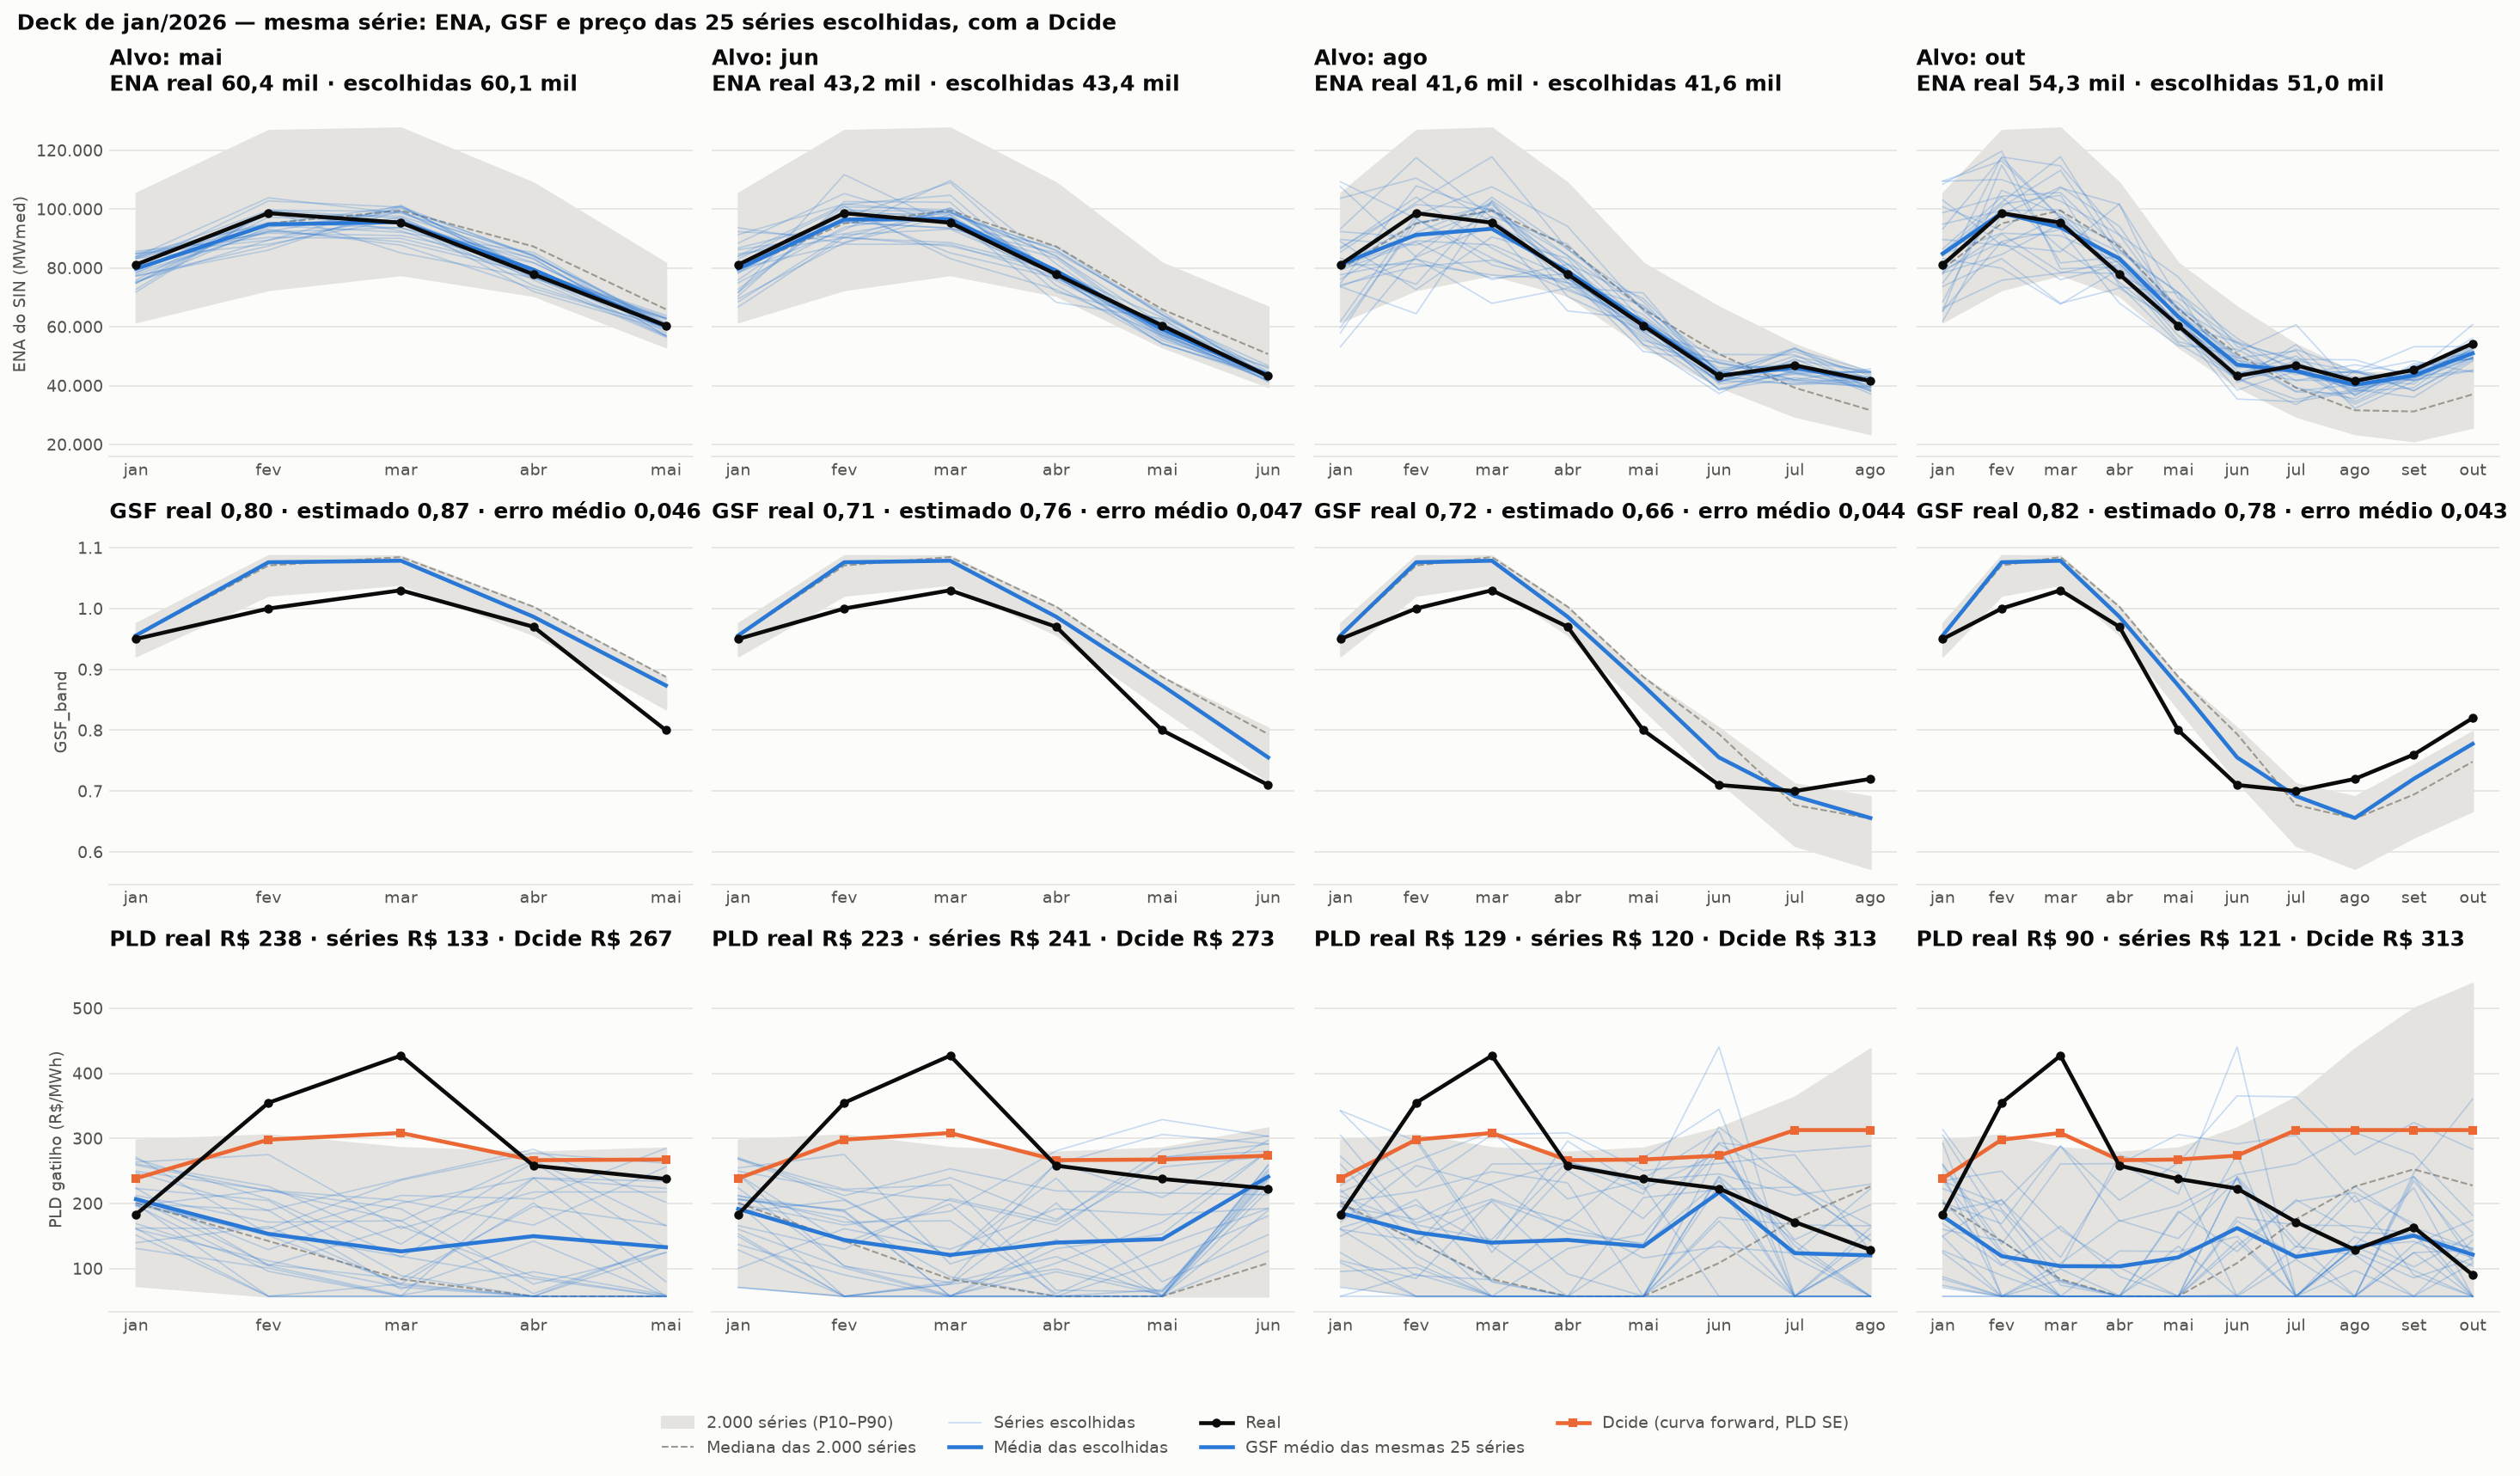 Deck de jan/2026 — mesma série: ENA, GSF e preço das 25 séries escolhidas, com a Dcide
Alvo: mai
ENA real 60,4 mil · escolhidas 60,1 mil
Alvo: jun
ENA real 43,2 mil · escolhidas 43,4 mil
Alvo: ago
ENA real 41,6 mil · escolhidas 41,6 mil
Alvo: out
ENA real 54,3 mil · escolhidas 51,0 mil
ENA do SIN (MWmed)
120.000
100.000
80.000
60.000
40.000
20.000
jan fev mar abr mai
jan fev mar abr mai jun
jan fev mar abr mai jun jul ago
jan fev mar abr mai jun jul ago set out
GSF real 0,80 · estimado 0,87 · erro médio 0,046
GSF real 0,71 · estimado 0,76 · erro médio 0,047
GSF real 0,72 · estimado 0,66 · erro médio 0,044
GSF real 0,82 · estimado 0,78 · erro médio 0,043
GSF_band
1.1
1.0
0.9
0.8
0.7
0.6
jan fev mar abr mai
jan fev mar abr mai jun
jan fev mar abr mai jun jul ago
jan fev mar abr mai jun jul ago set out
PLD real R$ 238 · séries R$ 133 · Dcide R$ 267
PLD real R$ 223 · séries R$ 241 · Dcide R$ 273
PLD real R$ 129 · séries R$ 120 · Dcide R$ 313
PLD real R$ 90 · séries R$ 121 · Dcide R$ 313
PLD gatilho (R$/MWh)
500
400
300
200
100
jan fev mar abr mai
jan fev mar abr mai jun
jan fev mar abr mai jun jul ago
jan fev mar abr mai jun jul ago set out
2.000 séries (P10–P90)
Séries escolhidas
Real
Dcide (curva forward, PLD SE)
Mediana das 2.000 séries
Média das escolhidas
GSF médio das mesmas 25 séries